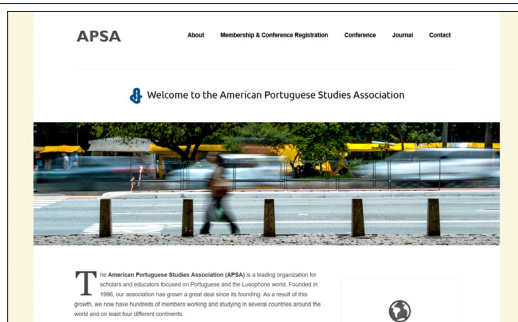 APSA
About Membership & Conference Registration Conference Journal Contact
Welcome to the American Portuguese Studies Association
The American Portuguese Studies Association (APSA) is a leading organization for
scholars and educators focused on Portuguese and the Lusophone world. Founded in
1996, our association has grown a great deal since its founding. As a result of this
growth, we now have hundreds of members working and studying in several countries around the
world and on least four different continents.